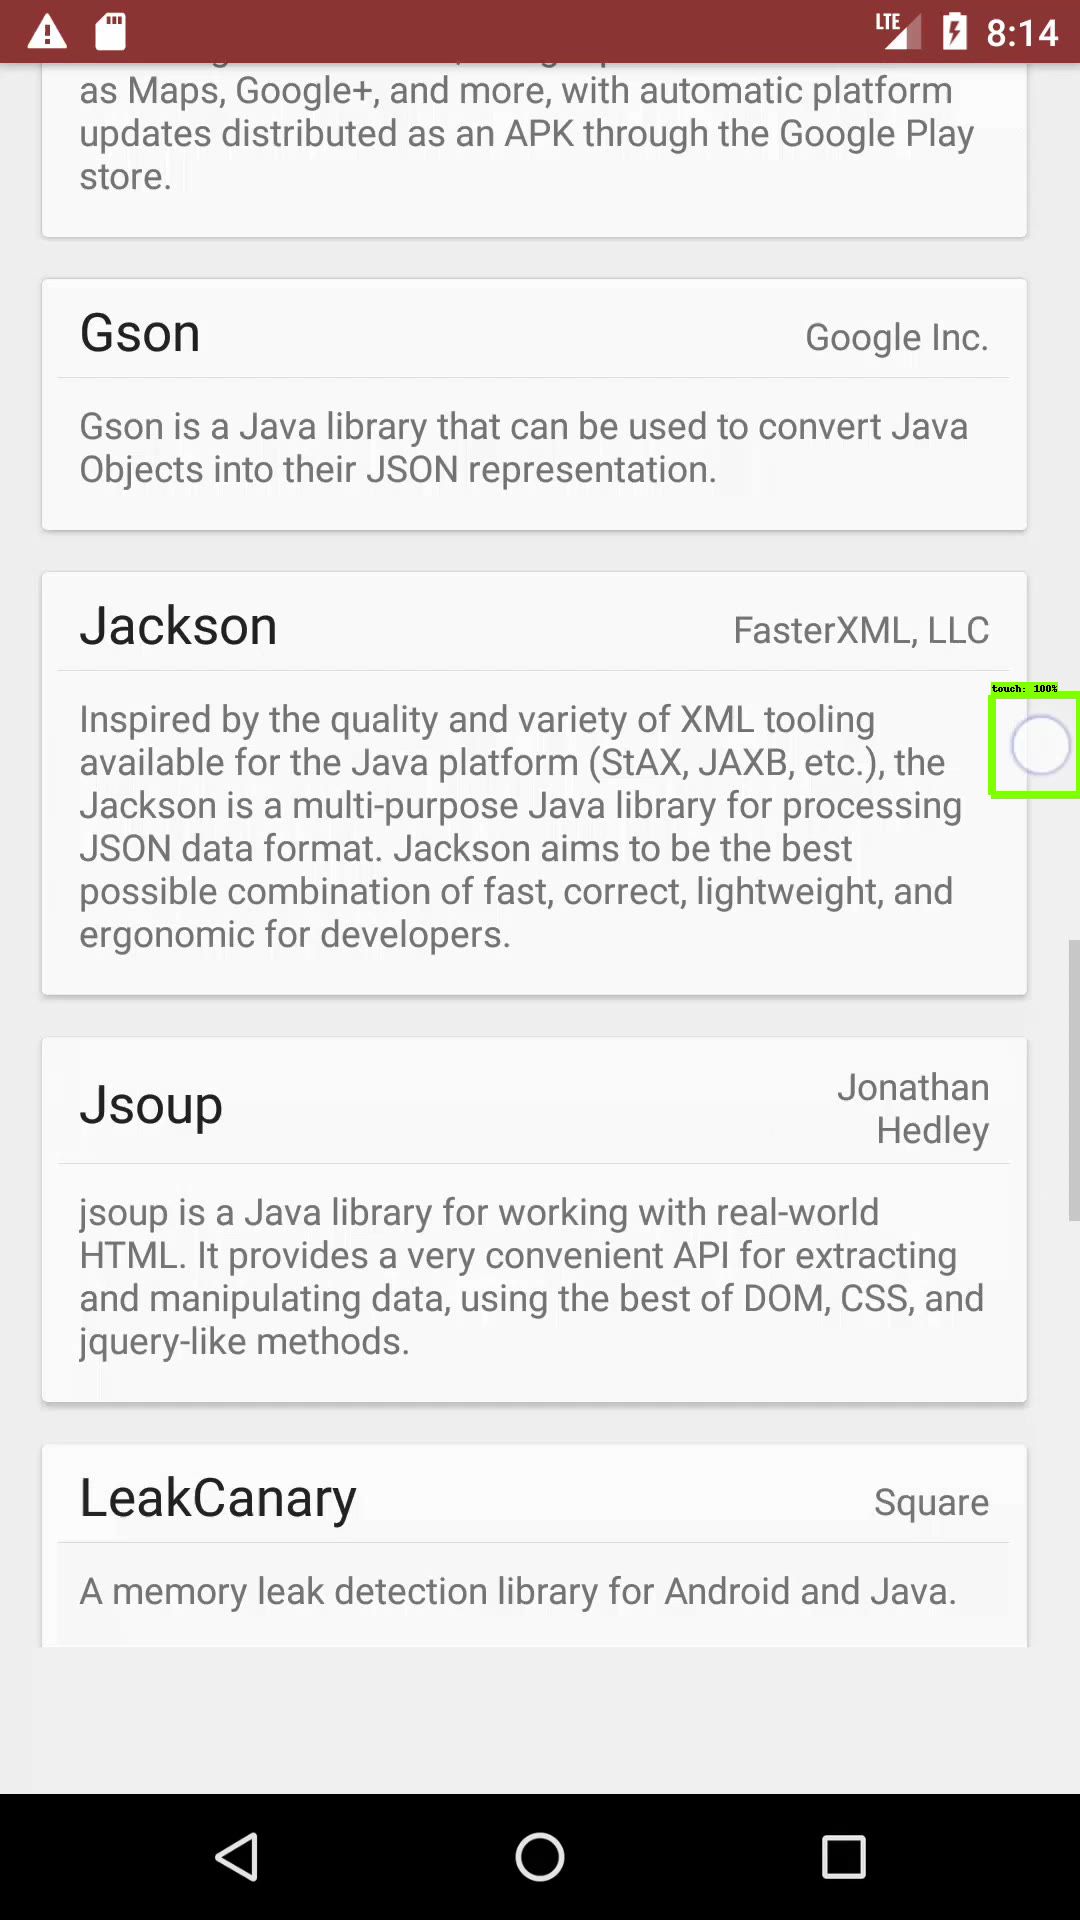 LTE 8:14
as Maps, Google+, and more, with automatic platform
updates distributed as an APK through the Google Play
store.
Gson Google Inc.
Gson is a Java library that can be used to convert Java
Objects into their JSON representation.
Jackson FasterXML, LLC
touch: 100%
Inspired by the quality and variety of XML tooling
available for the Java platform (StAX, JAXB, etc.), the
Jackson is a multi-purpose Java library for processing
JSON data format. Jackson aims to be the best
possible combination of fast, correct, lightweight, and
ergonomic for developers.
Jsoup Jonathan
Hedley
jsoup is a Java library for working with real-world
HTML. It provides a very convenient API for extracting
and manipulating data, using the best of DOM, CSS, and
jquery-like methods.
LeakCanary Square
A memory leak detection library for Android and Java.